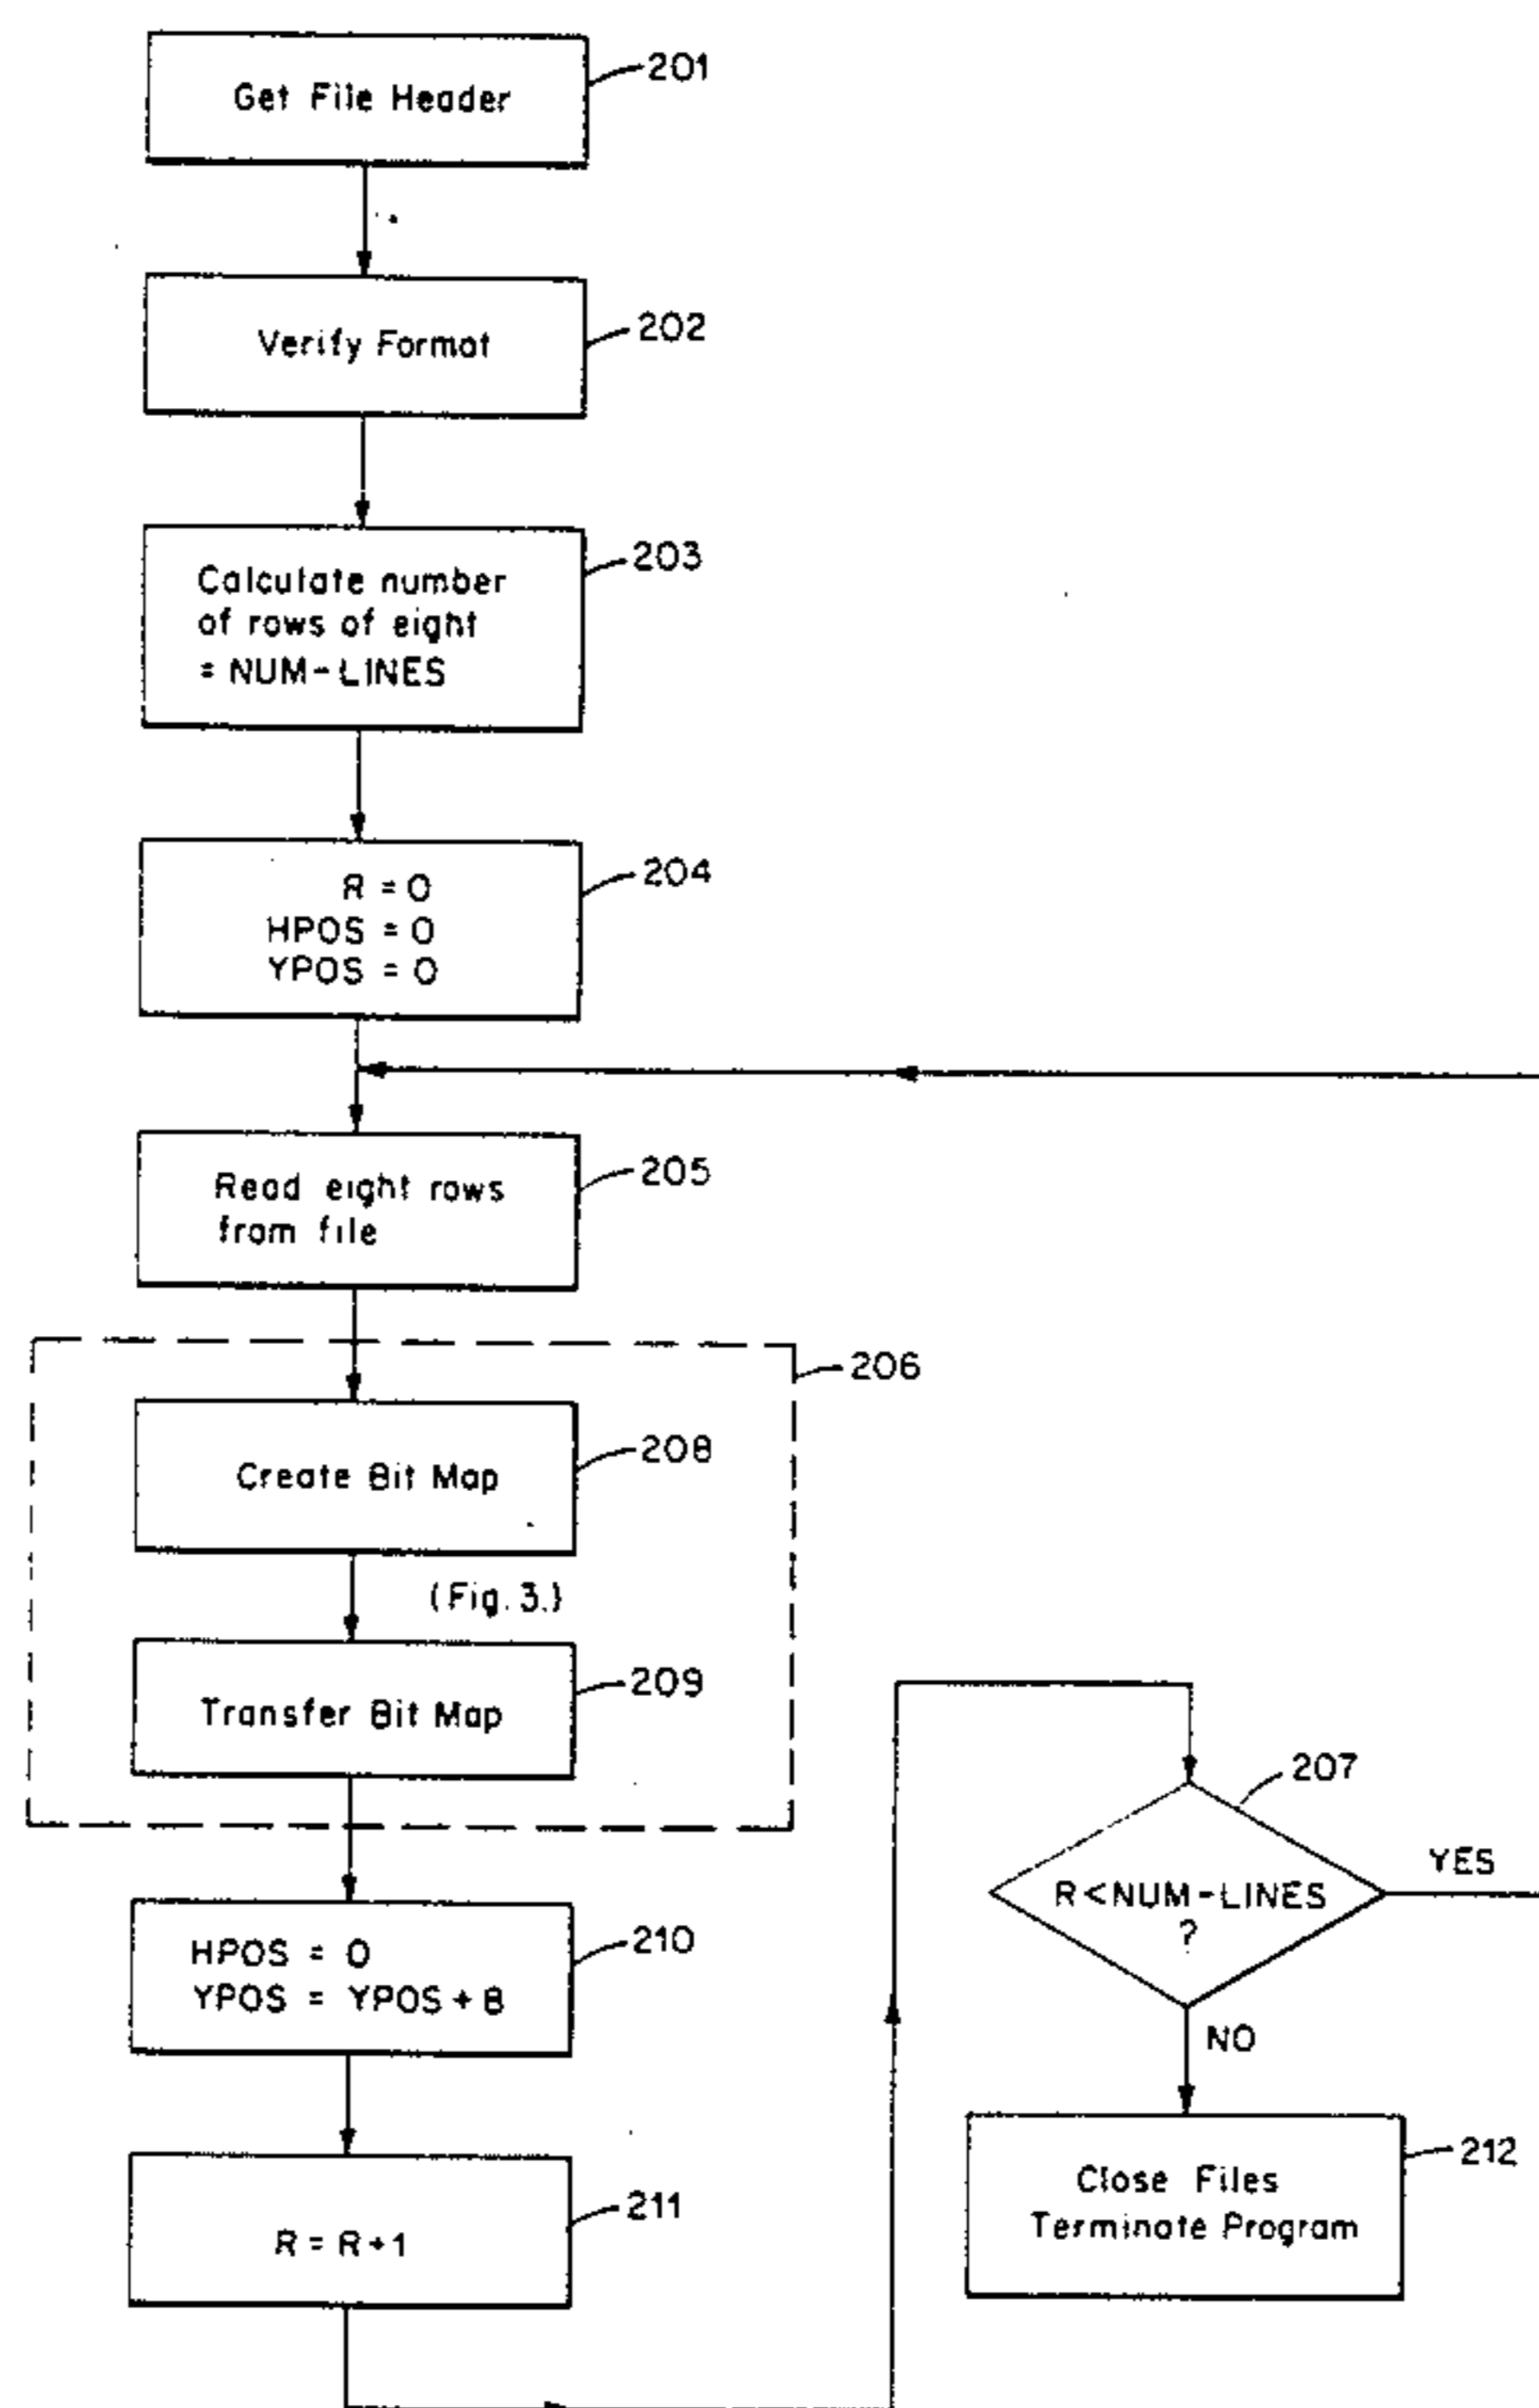 Get File Header
201
Verify Format
202
Calculate number
of rows of eight
= NUM-LINES
203
R = 0
HPOS = 0
YPOS = 0
204
Read eight rows
from file
205
206
Create Bit Map
208
(Fig. 3.)
Transfer Bit Map
209
HPOS = 0
YPOS = YPOS + 8
210
R = R+1
211
207
R<NUM-LINES
?
YES
NO
Close Files
Terminate Program
212